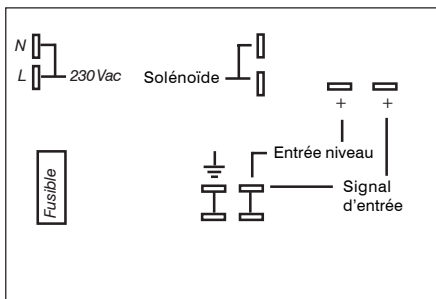 N
L
230 Vac
Solénoïde
+ +
Entrée niveau
Signal
d'entrée
Fusible